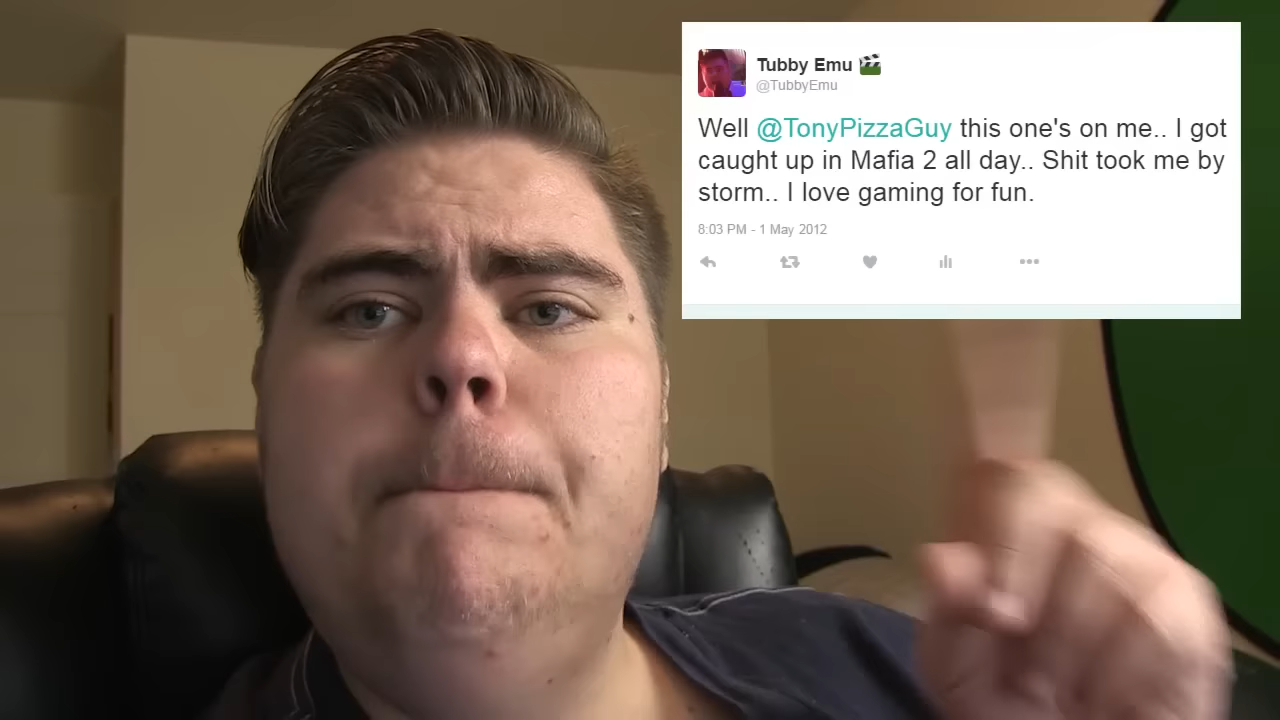 Tubby Emu
@TubbyEmu
Well @TonyPizzaGuy this one's on me.. I got
caught up in Mafia 2 all day.. Shit took me by
storm.. I love gaming for fun.
8:03 PM - 1 May 2012